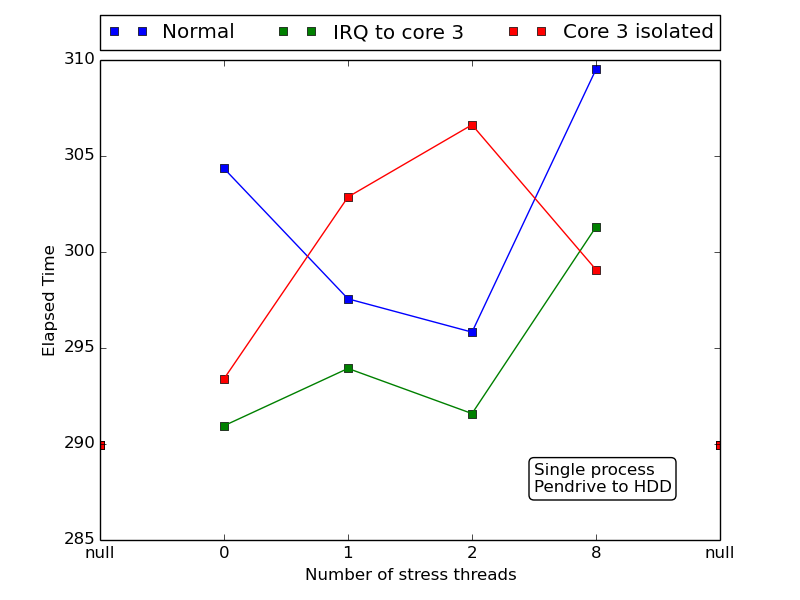 Normal IRQ to core 3 Core 3 isolated
310
305
300
295
290
285
Elapsed Time
Single process
Pendrive to HDD
null 0 1 2 8 null
Number of stress threads